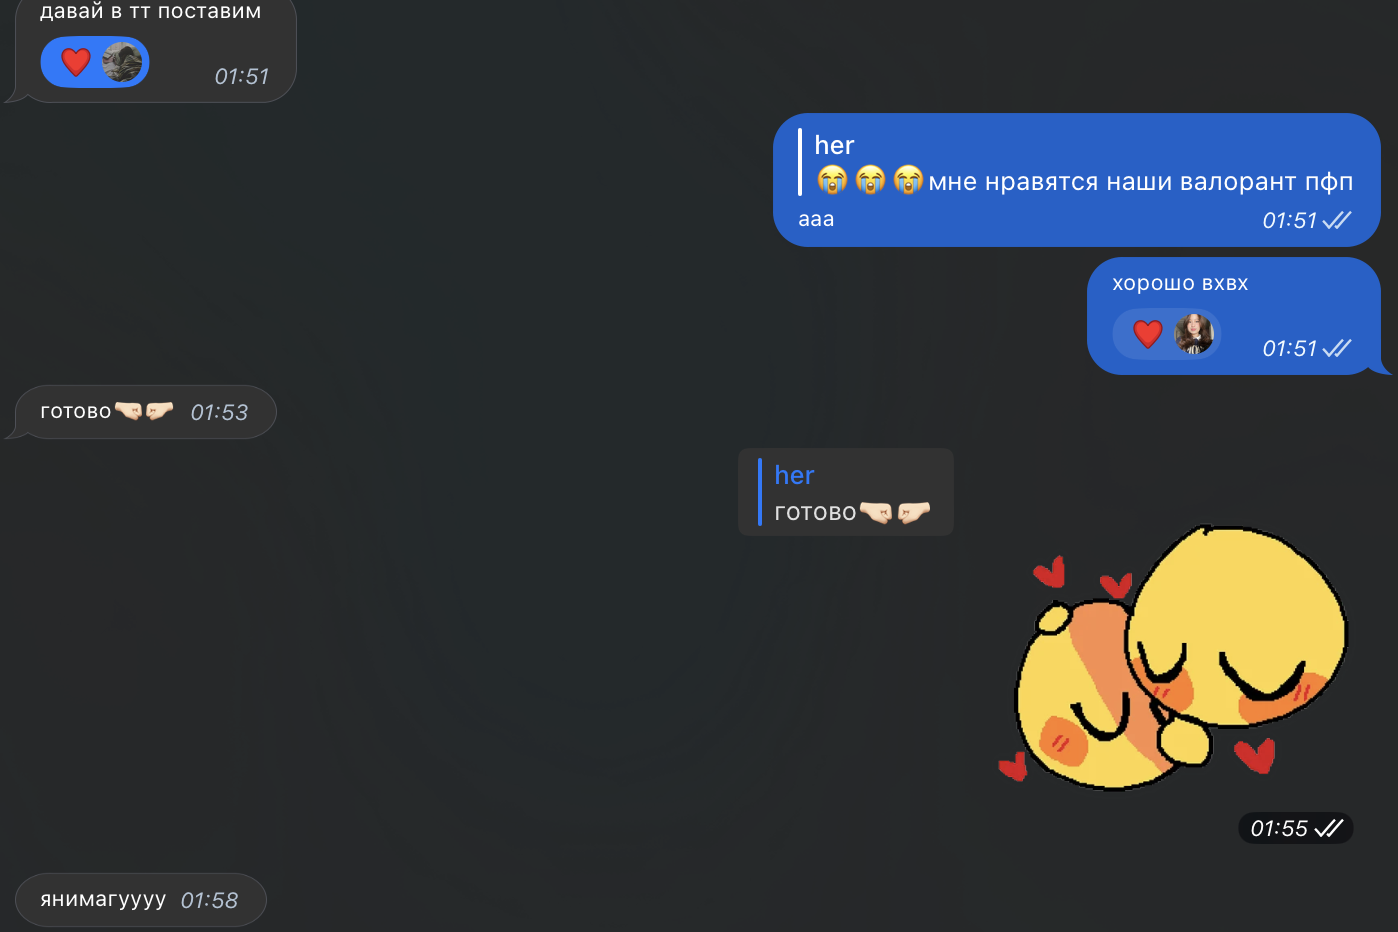 давай в тт поставим
❤️ 01:51
her
😭😭😭мне нравятся наши валорант пфп
ааа 01:51
хорошо вхвх
❤️ 01:51
готово🤜🏻🤛🏻 01:53
her
готово🤜🏻🤛🏻
01:55
янимагуууу 01:58